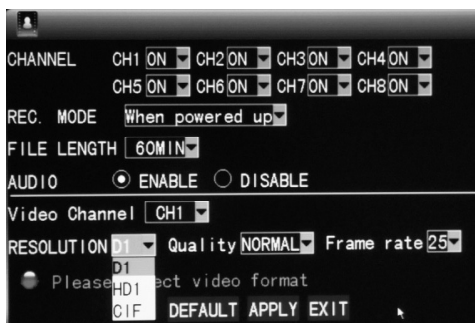 CHANNEL CH1 ON CH2 ON CH3 ON CH4 ON
CH5 ON CH6 ON CH7 ON CH8 ON
REC. MODE When powered up
FILE LENGTH 60MIN
AUDIO ENABLE DISABLE
Video Channel CH1
RESOLUTION D1 Quality NORMAL Frame rate 25
D1
Please ect video format
HD1
CIF DEFAULT APPLY EXIT